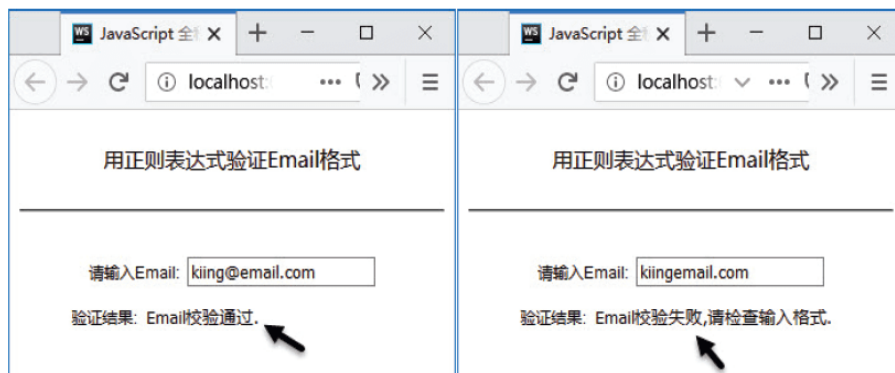 JavaScript 全
localhost:
用正则表达式验证Email格式
请输入Email: kiing@email.com
验证结果: Email校验通过.
JavaScript 全
localhost:
用正则表达式验证Email格式
请输入Email: kiingemail.com
验证结果: Email校验失败,请检查输入格式.